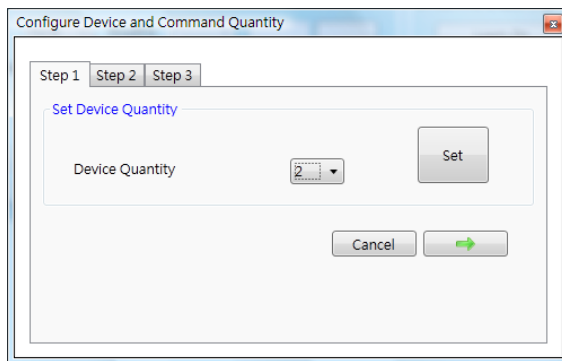 Configure Device and Command Quantity
x
Step 1 Step 2 Step 3
Set Device Quantity
Device Quantity 2 Set
Cancel